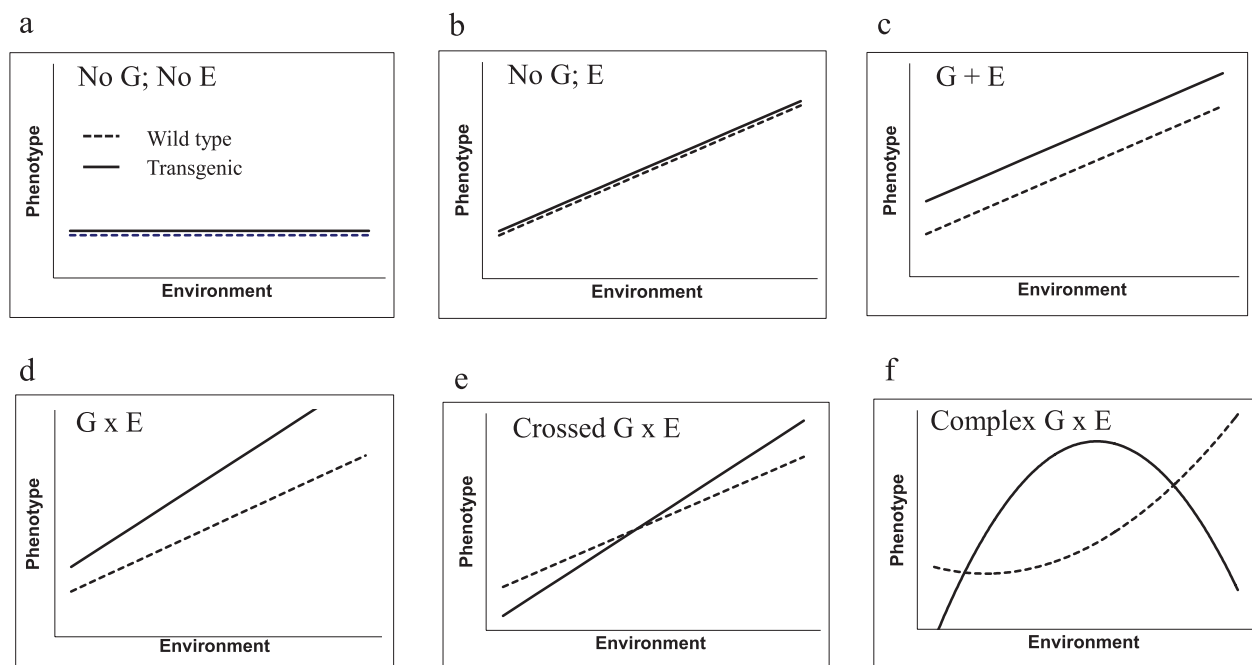 a
No G; No E
Wild type
Transgenic
Phenotype
Environment
b
No G; E
Phenotype
Environment
c
G + E
Phenotype
Environment
d
G x E
Phenotype
Environment
e
Crossed G x E
Phenotype
Environment
f
Complex G x E
Phenotype
Environment